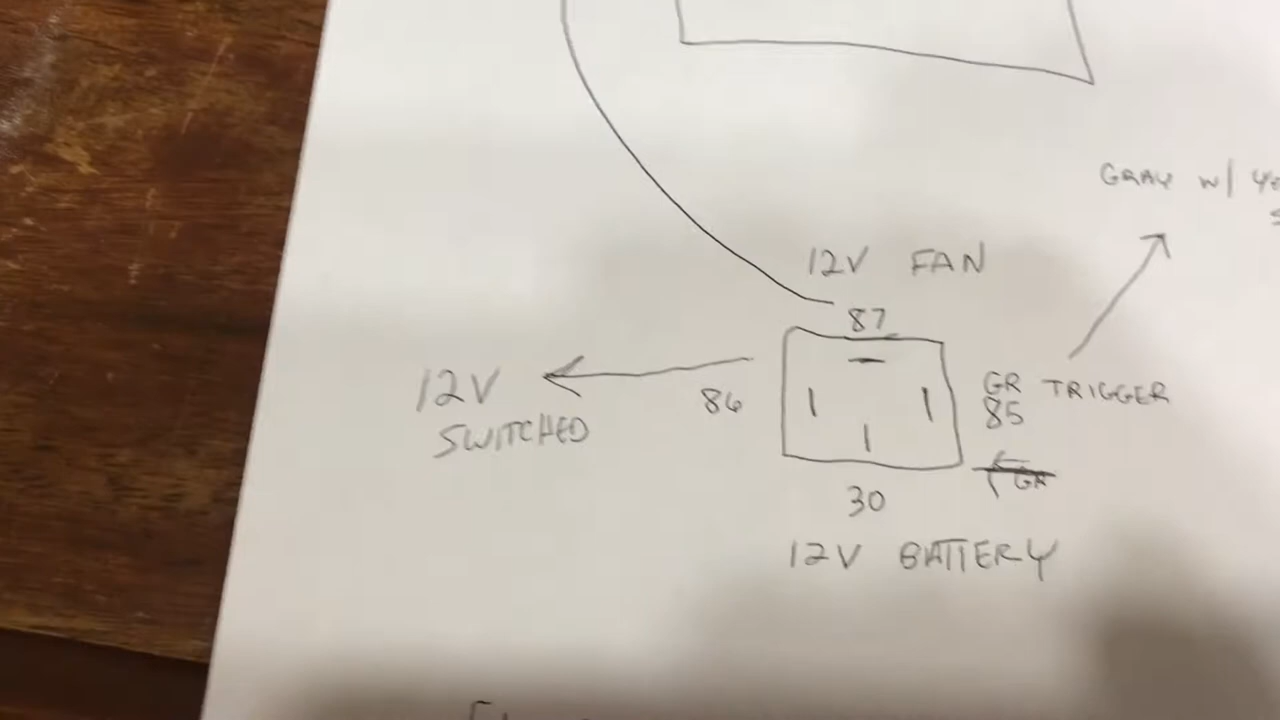 GRAY W/
12V FAN
87
12V
SWITCHED
86
GR TRIGGER
85
30
12V BATTERY